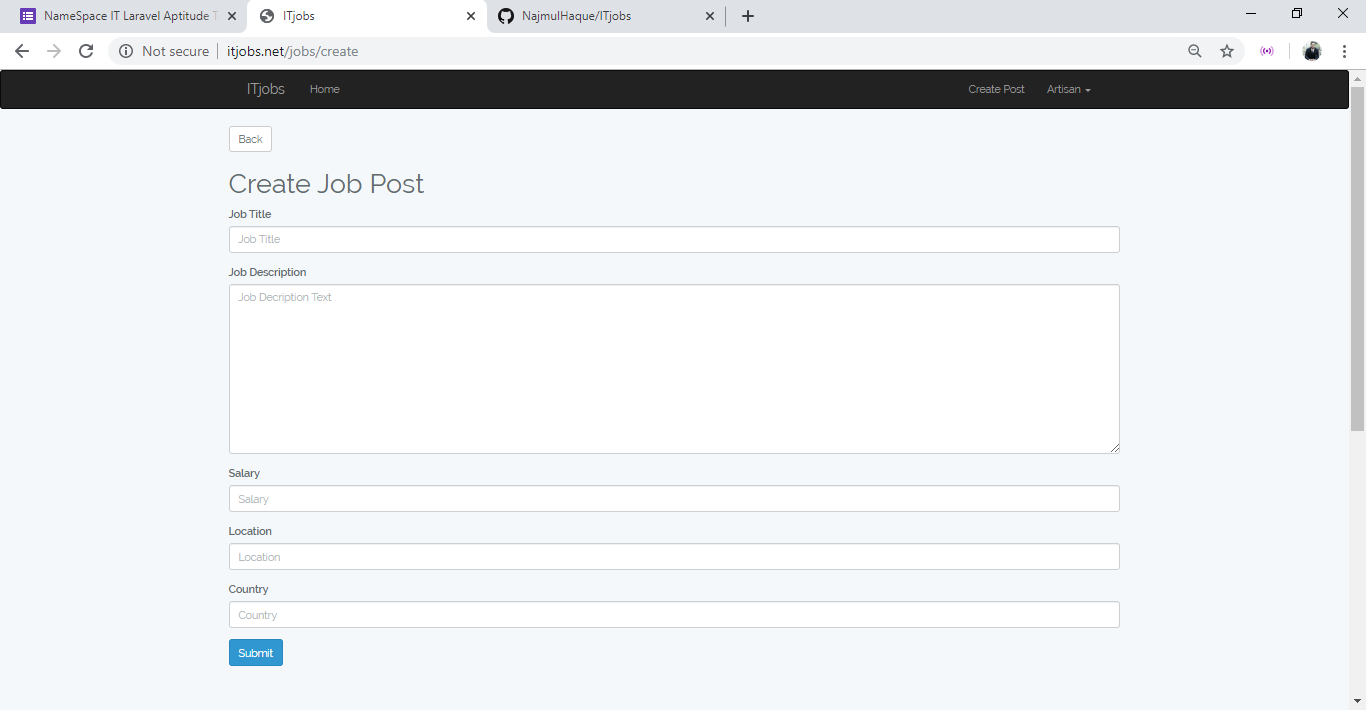 NameSpace IT Laravel Aptitude T
ITjobs
NajmulHaque/ITjobs
Not secure
itjobs.net/jobs/create
ITjobs
Home
Create Post
Artisan
Back
Create Job Post
Job Title
Job Title
Job Description
Job Decription Text
Salary
Salary
Location
Location
Country
Country
Submit